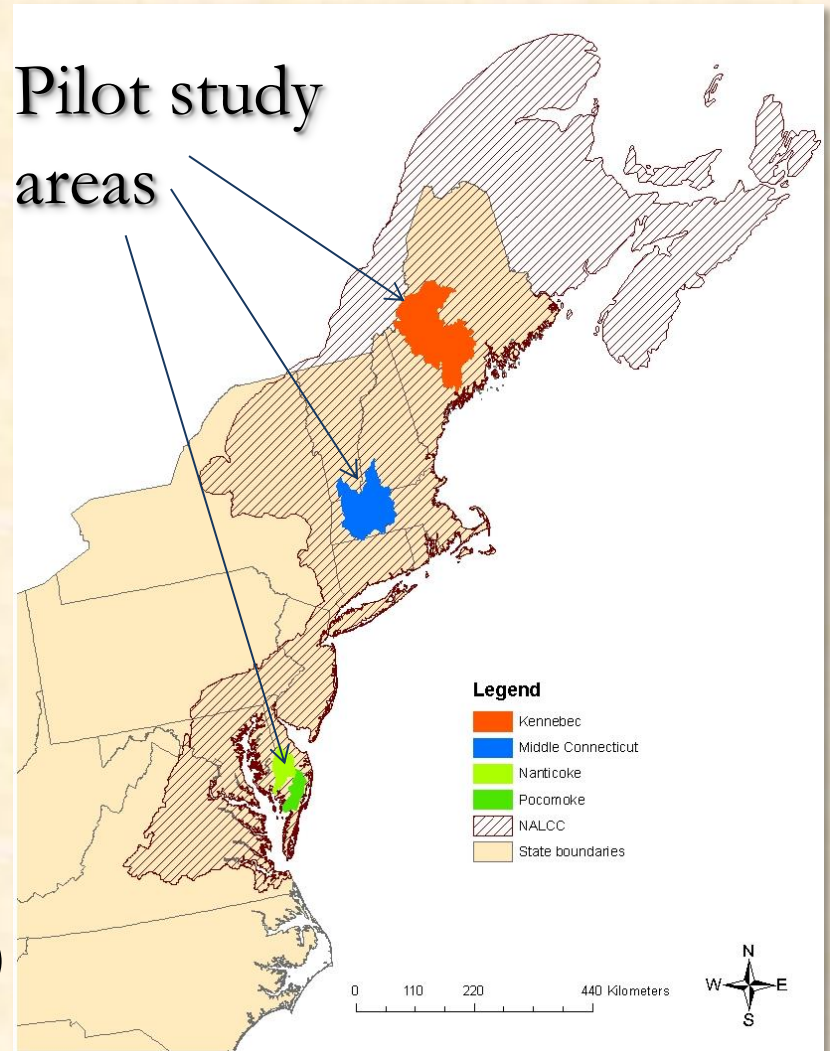 Pilot study
areas
Legend
Kennebec
Middle Connecticut
Nanticoke
Pocomoke
NALCC
State boundaries
0 110 220 440 Kilometers
N
W E
S
)